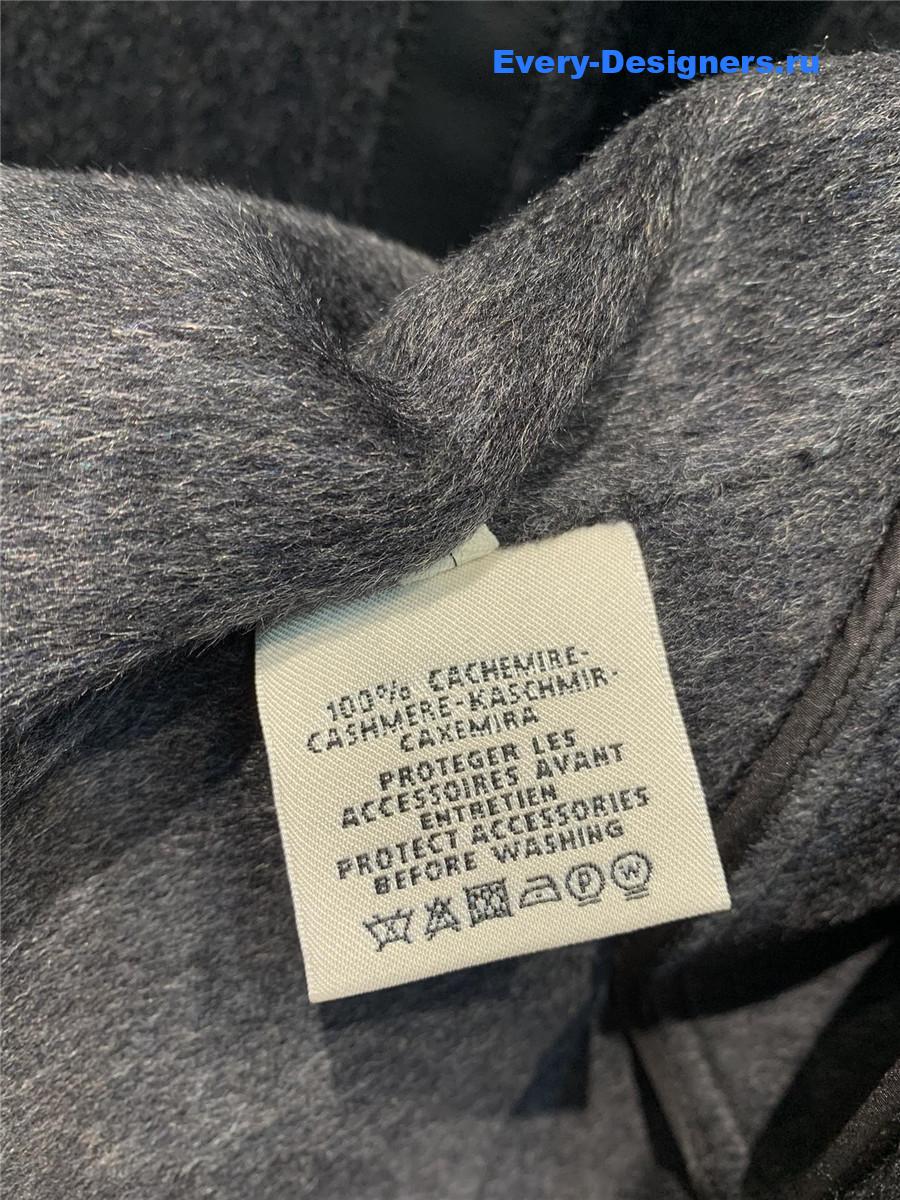 Every-Designers.ru
100% CACHEMIRE-
CASHMERE-KASCHMIR-
CAXEMIRA
PROTEGER LES
ACCESSOIRES AVANT
ENTRETIEN
PROTECT ACCESSORIES
BEFORE WASHING
P W